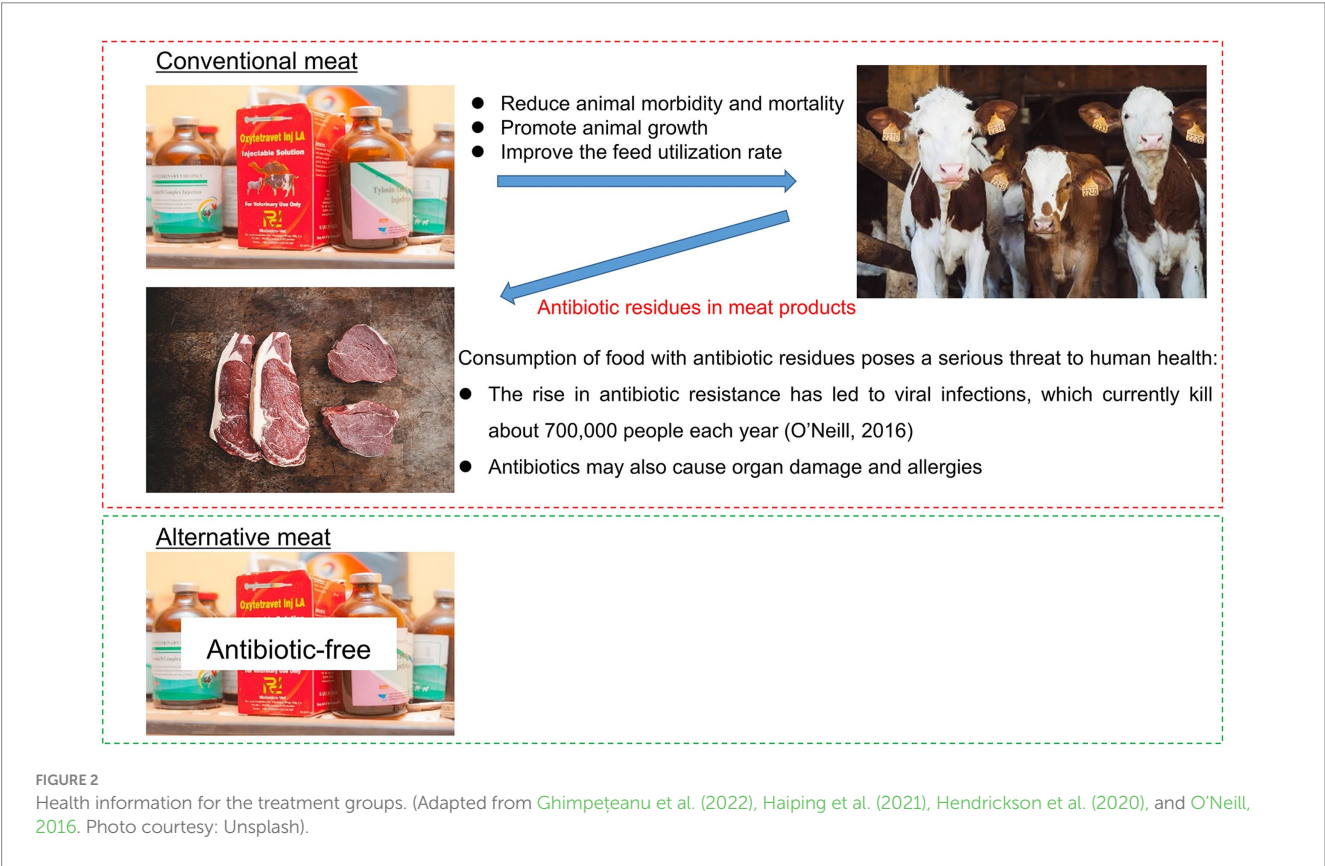 Conventional meat
Oxytetravet Inj LA
Injectable Solution
For Veterinary Use Only
● Reduce animal morbidity and mortality
● Promote animal growth
● Improve the feed utilization rate
Antibiotic residues in meat products
Consumption of food with antibiotic residues poses a serious threat to human health:
● The rise in antibiotic resistance has led to viral infections, which currently kill
about 700,000 people each year (O’Neill, 2016)
● Antibiotics may also cause organ damage and allergies
Alternative meat
Oxytetravet Inj LA
Antibiotic-free
FIGURE 2
Health information for the treatment groups. (Adapted from Ghimpețeanu et al. (2022), Haiping et al. (2021), Hendrickson et al. (2020), and O’Neill,
2016. Photo courtesy: Unsplash).